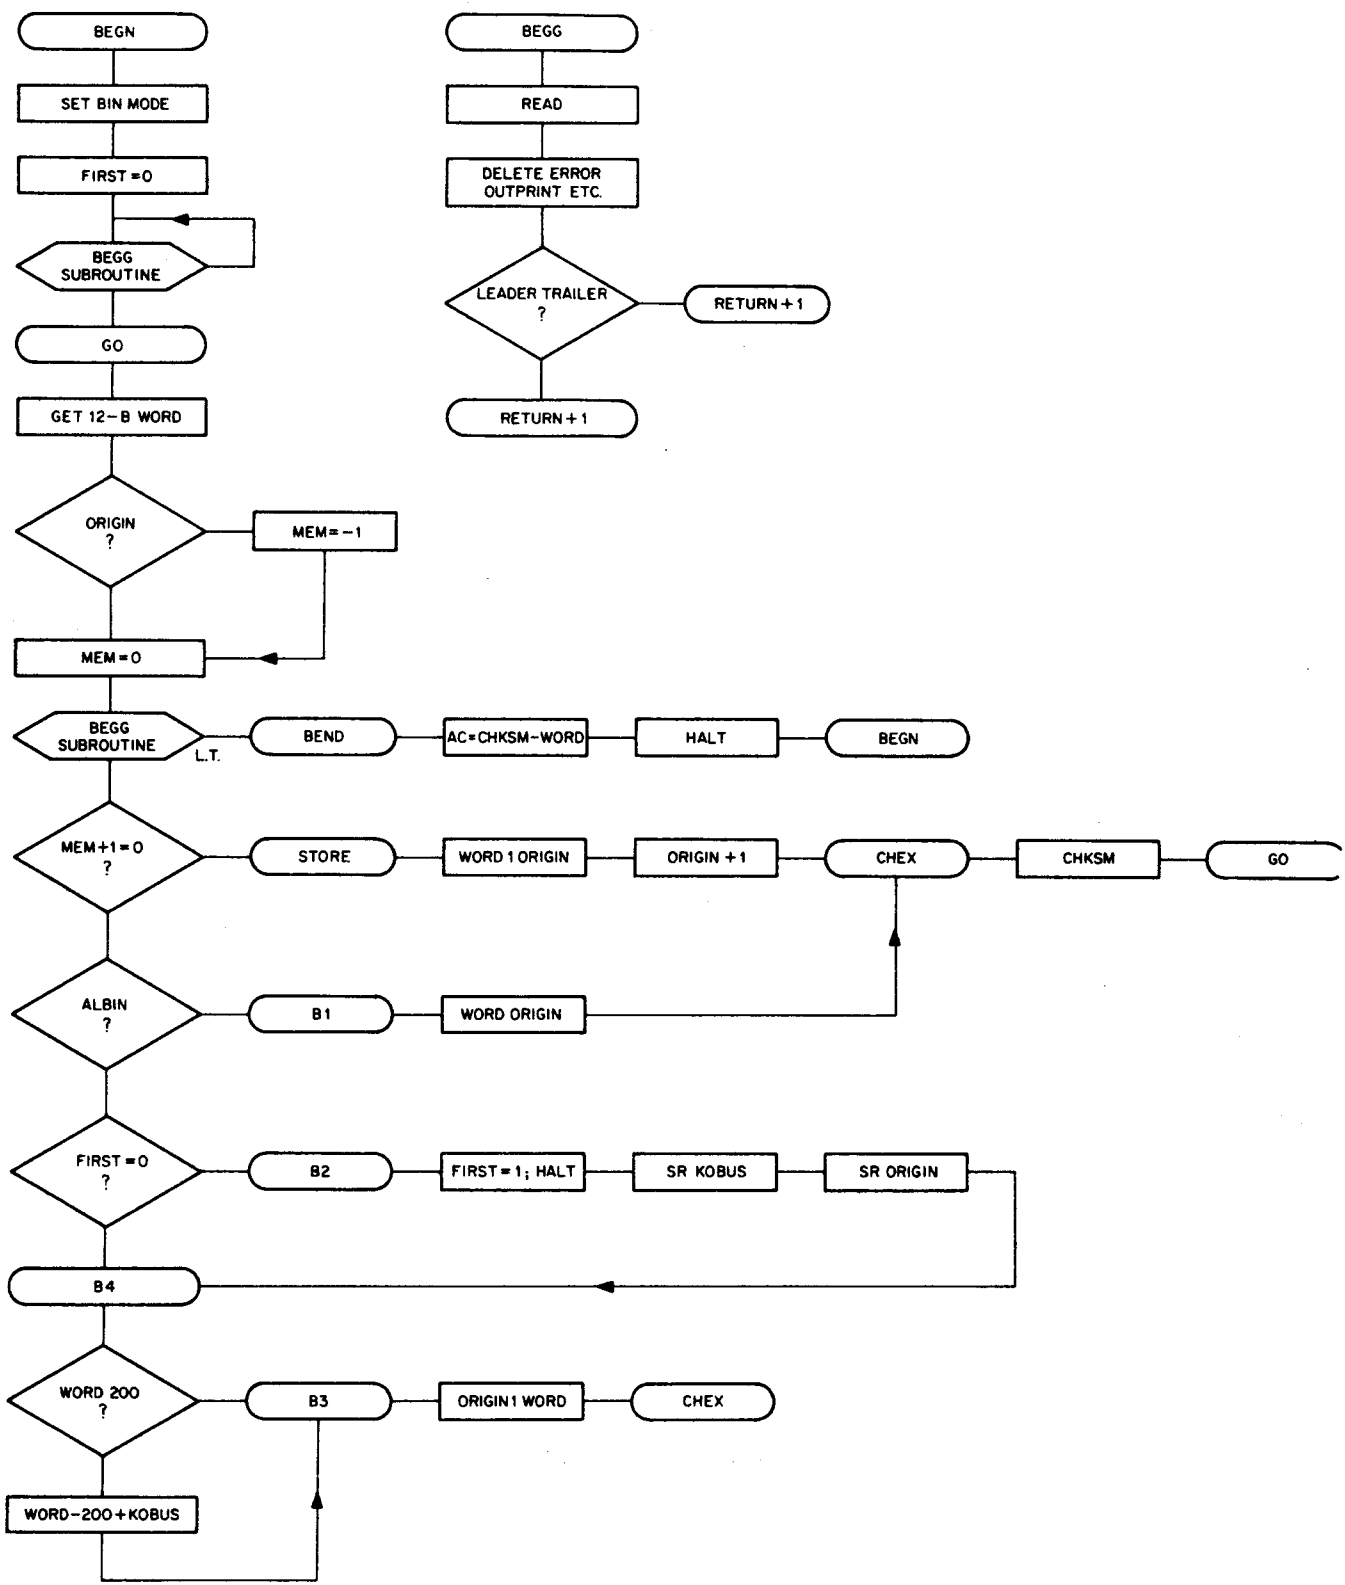 BEGN
SET BIN MODE
FIRST=0
BEGG
SUBROUTINE
GO
GET 12-B WORD
ORIGIN
?
MEM=-1
MEM=0
BEGG
SUBROUTINE
L.T.
BEND
AC=CHKSM-WORD
HALT
BEGN
MEM+1=0
?
STORE
WORD 1 ORIGIN
ORIGIN +1
CHEX
CHKSM
GO
ALBIN
?
B1
WORD ORIGIN
FIRST=0
?
B2
FIRST=1; HALT
SR KOBUS
SR ORIGIN
B4
WORD 200
?
B3
ORIGIN1 WORD
CHEX
WORD-200+KOBUS
BEGG
READ
DELETE ERROR
OUTPRINT ETC.
LEADER TRAILER
?
RETURN+1
RETURN+1